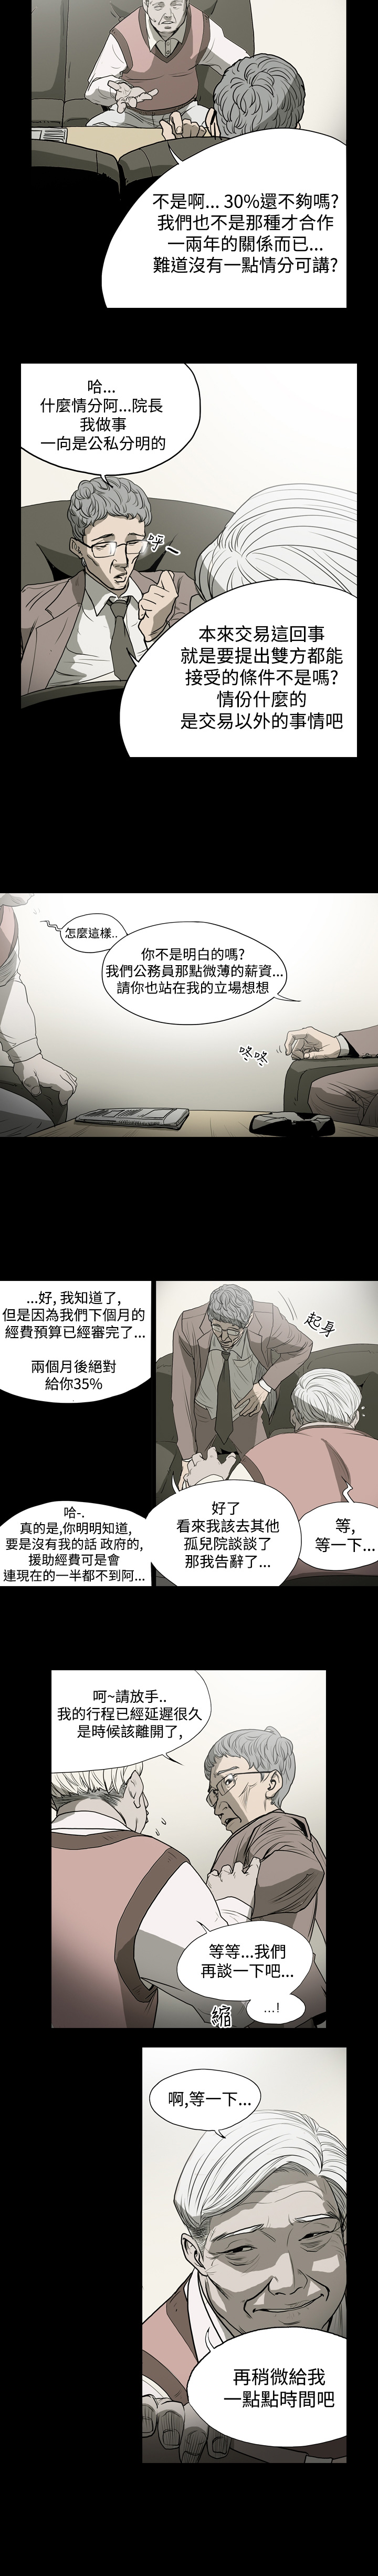 不是啊... 30%還不夠嗎?
我們也不是那種才合作
一兩年的關係而已...
難道沒有一點情分可講?
哈...
什麼情分阿...院長
我做事
一向是公私分明的
呼
本來交易這回事
就是要提出雙方都能
接受的條件不是嗎?
情份什麼的
是交易以外的事情吧
怎麼這樣..
你不是明白的嗎?
我們公務員那點微薄的薪資...
請你也站在我的立場想想
咚咚
...好, 我知道了,
但是因為我們下個月的
經費預算已經審完了...
兩個月後絕對
給你35%
起身
哈-.
真的是,你明明知道,
要是沒有我的話 政府的,
援助經費可是會
連現在的一半都不到阿...
好了
看來我該去其他
孤兒院談談了
那我告辭了...
等,
等一下...
呵~請放手..
我的行程已經延遲很久
是時候該離開了,
等等...我們
再談一下吧...
縮
...!
啊,等一下...
再稍微給我
一點點時間吧